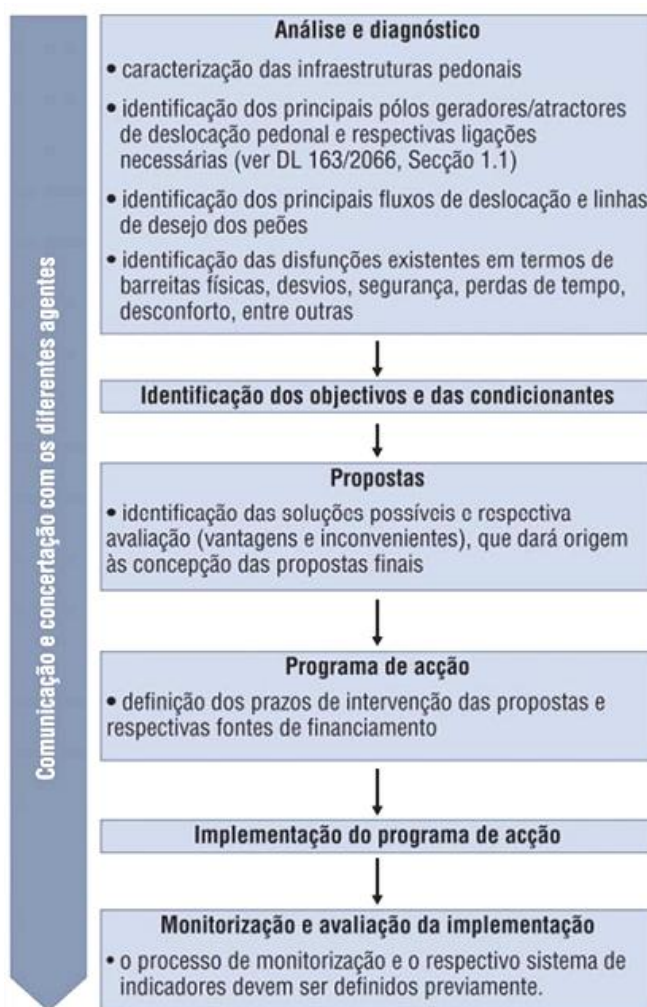 Comunicação e concertação com os diferentes agentes
Análise e diagnóstico
• caracterização das infraestruturas pedonais
• identificação dos principais pólos geradores/atractores
de deslocação pedonal e respectivas ligações
necessárias (ver DL 163/2066, Secção 1.1)
• identificação dos principais fluxos de deslocação e linhas
de desejo dos peões
• identificação das disfunções existentes em termos de
barreitas físicas, desvios, segurança, perdas de tempo,
desconforto, entre outras
Identificação dos objectivos e das condicionantes
Propostas
• identificação das soluções possíveis e respectiva
avaliação (vantagens e inconvenientes), que dará origem
às concepção das propostas finais
Programa de acção
• definição dos prazos de intervenção das propostas e
respectivas fontes de financiamento
Implementação do programa de acção
Monitorização e avaliação da implementação
• o processo de monitorização e o respectivo sistema de
indicadores devem ser definidos previamente.